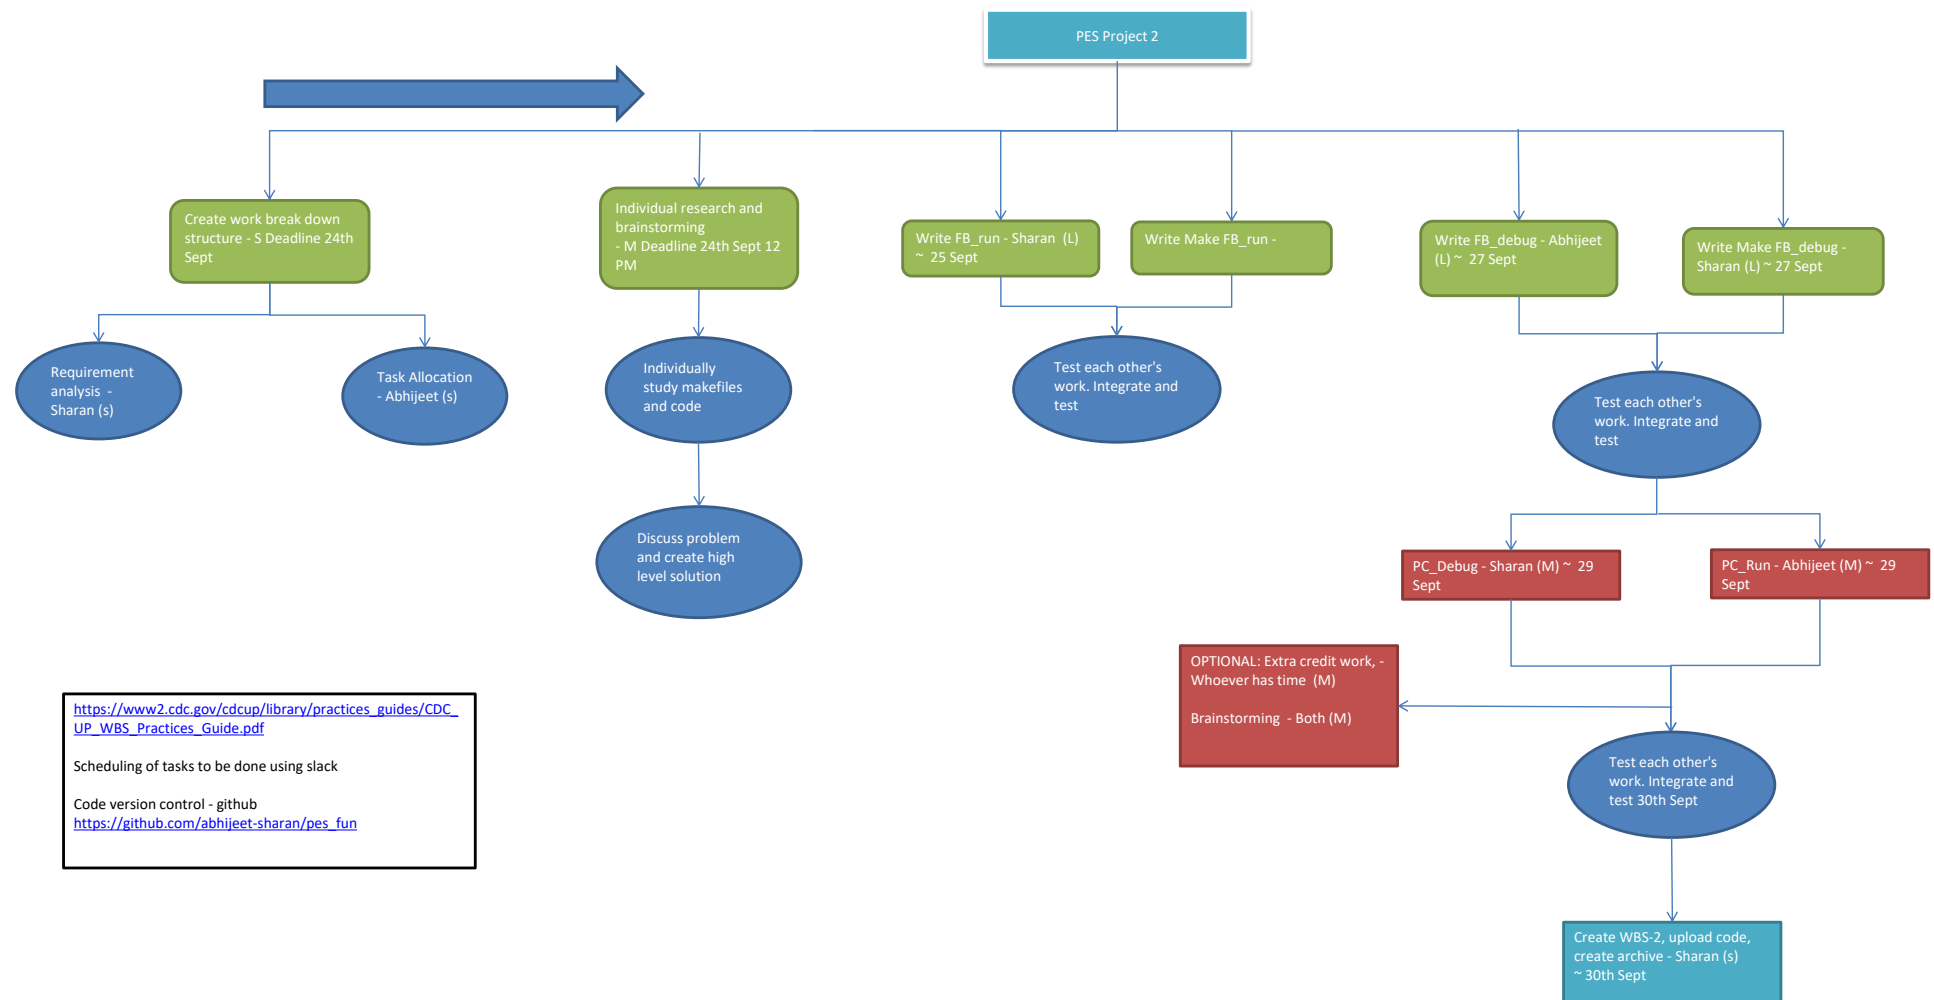 PES Project 2
Create work break down
structure - S Deadline 24th
Sept
Individual research and
brainstorming
- M Deadline 24th Sept 12
PM
Write FB_run - Sharan  (L)
~  25 Sept
Write Make FB_run -
Write FB_debug - Abhijeet
(L) ~  27 Sept
Write Make FB_debug -
Sharan (L) ~ 27 Sept
Requirement
analysis  -
Sharan (s)
Task Allocation
- Abhijeet (s)
Individually
study makefiles
and code
Test each other's
work. Integrate and
test
Test each other's
work. Integrate and
test
Discuss problem
and create high
level solution
PC_Debug - Sharan (M) ~  29
Sept
PC_Run - Abhijeet (M) ~  29
Sept
OPTIONAL: Extra credit work, -
Whoever has time  (M)
Brainstorming  - Both (M)
https://www2.cdc.gov/cdcup/library/practices_guides/CDC_
UP_WBS_Practices_Guide.pdf
Scheduling of tasks to be done using slack
Code version control - github
https://github.com/abhijeet-sharan/pes_fun
Test each other's
work. Integrate and
test 30th Sept
Create WBS-2, upload code,
create archive - Sharan (s)
~ 30th Sept